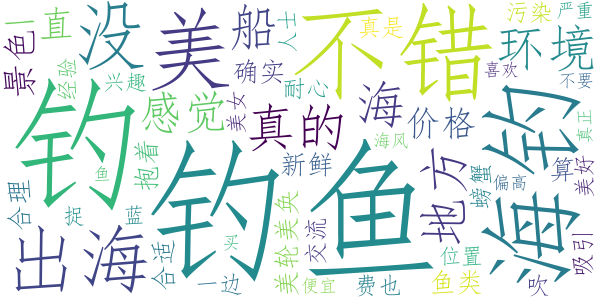 景色
一直
没
美
船
人士
不错
真是
污染
严重
经验
兴趣
确实
耐心
环境
喜欢
不要
钓
感觉
美女
真的
海
价格
海钓
海风
真正
鱼
抱着
钓鱼
新鲜
地方
螃蟹
偏高
算
美好
合理
捉
蓝
出海
合适
买
一边
美轮美奂
交流
便宜
费也
位置
鱼类
吹
吸引